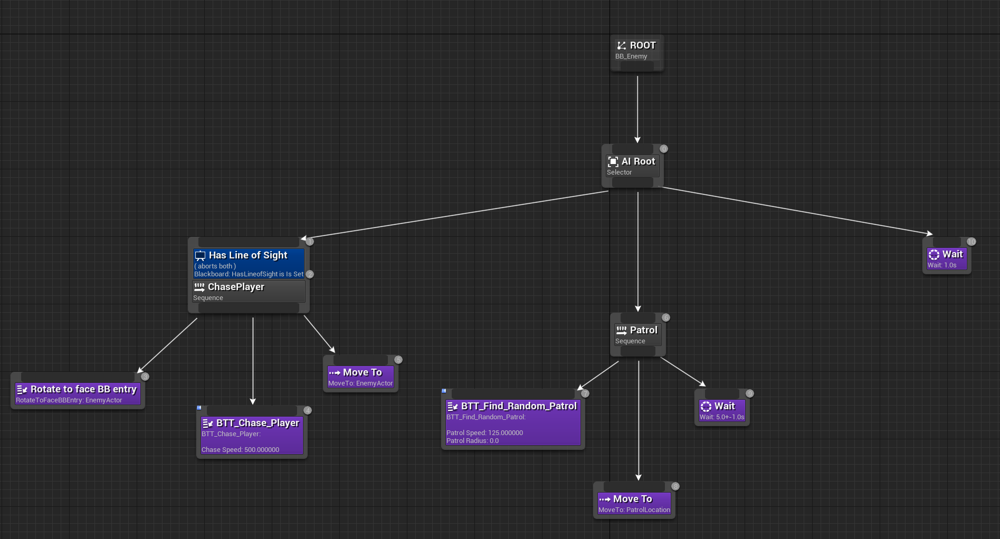 ROOT
BB_Enemy
0
AI Root
Selector
1
Has Line of Sight
( aborts both )
Blackboard: HasLineofSight is Is Set
2
ChasePlayer
Sequence
10
Wait
Wait: 1.0s
6
Patrol
Sequence
3
Rotate to face BB entry
RotateToFaceBBEntry: EnemyActor
4
BTT_Chase_Player
BTT_Chase_Player:
Chase Speed: 500.000000
5
Move To
MoveTo: EnemyActor
7
BTT_Find_Random_Patrol
BTT_Find_Random_Patrol:
Patrol Speed: 125.000000
Patrol Radius: 0.0
8
Move To
MoveTo: PatrolLocation
9
Wait
Wait: 5.0+-1.0s